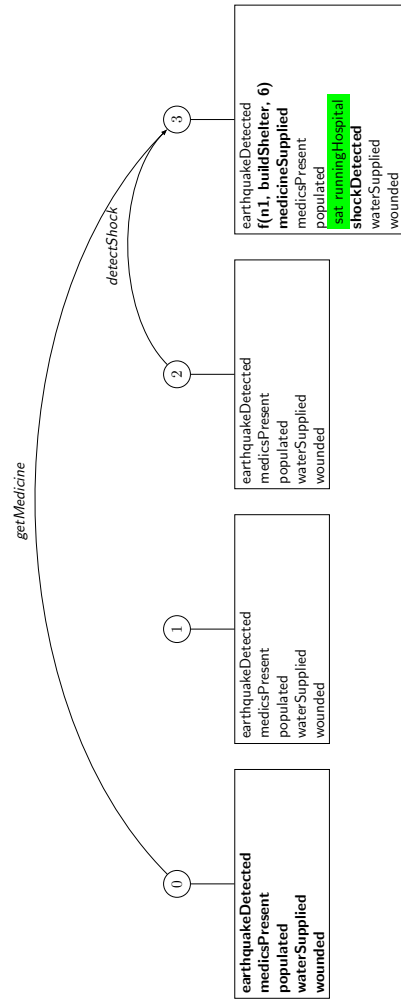 getMedicine
detectShock
0
1
2
3
earthquakeDetected
medicsPresent
populated
waterSupplied
wounded
earthquakeDetected
medicsPresent
populated
waterSupplied
wounded
earthquakeDetected
medicsPresent
populated
waterSupplied
wounded
earthquakeDetected
f(n1, buildShelter, 6)
medicineSupplied
medicsPresent
populated
sat runningHospital
shockDetected
waterSupplied
wounded